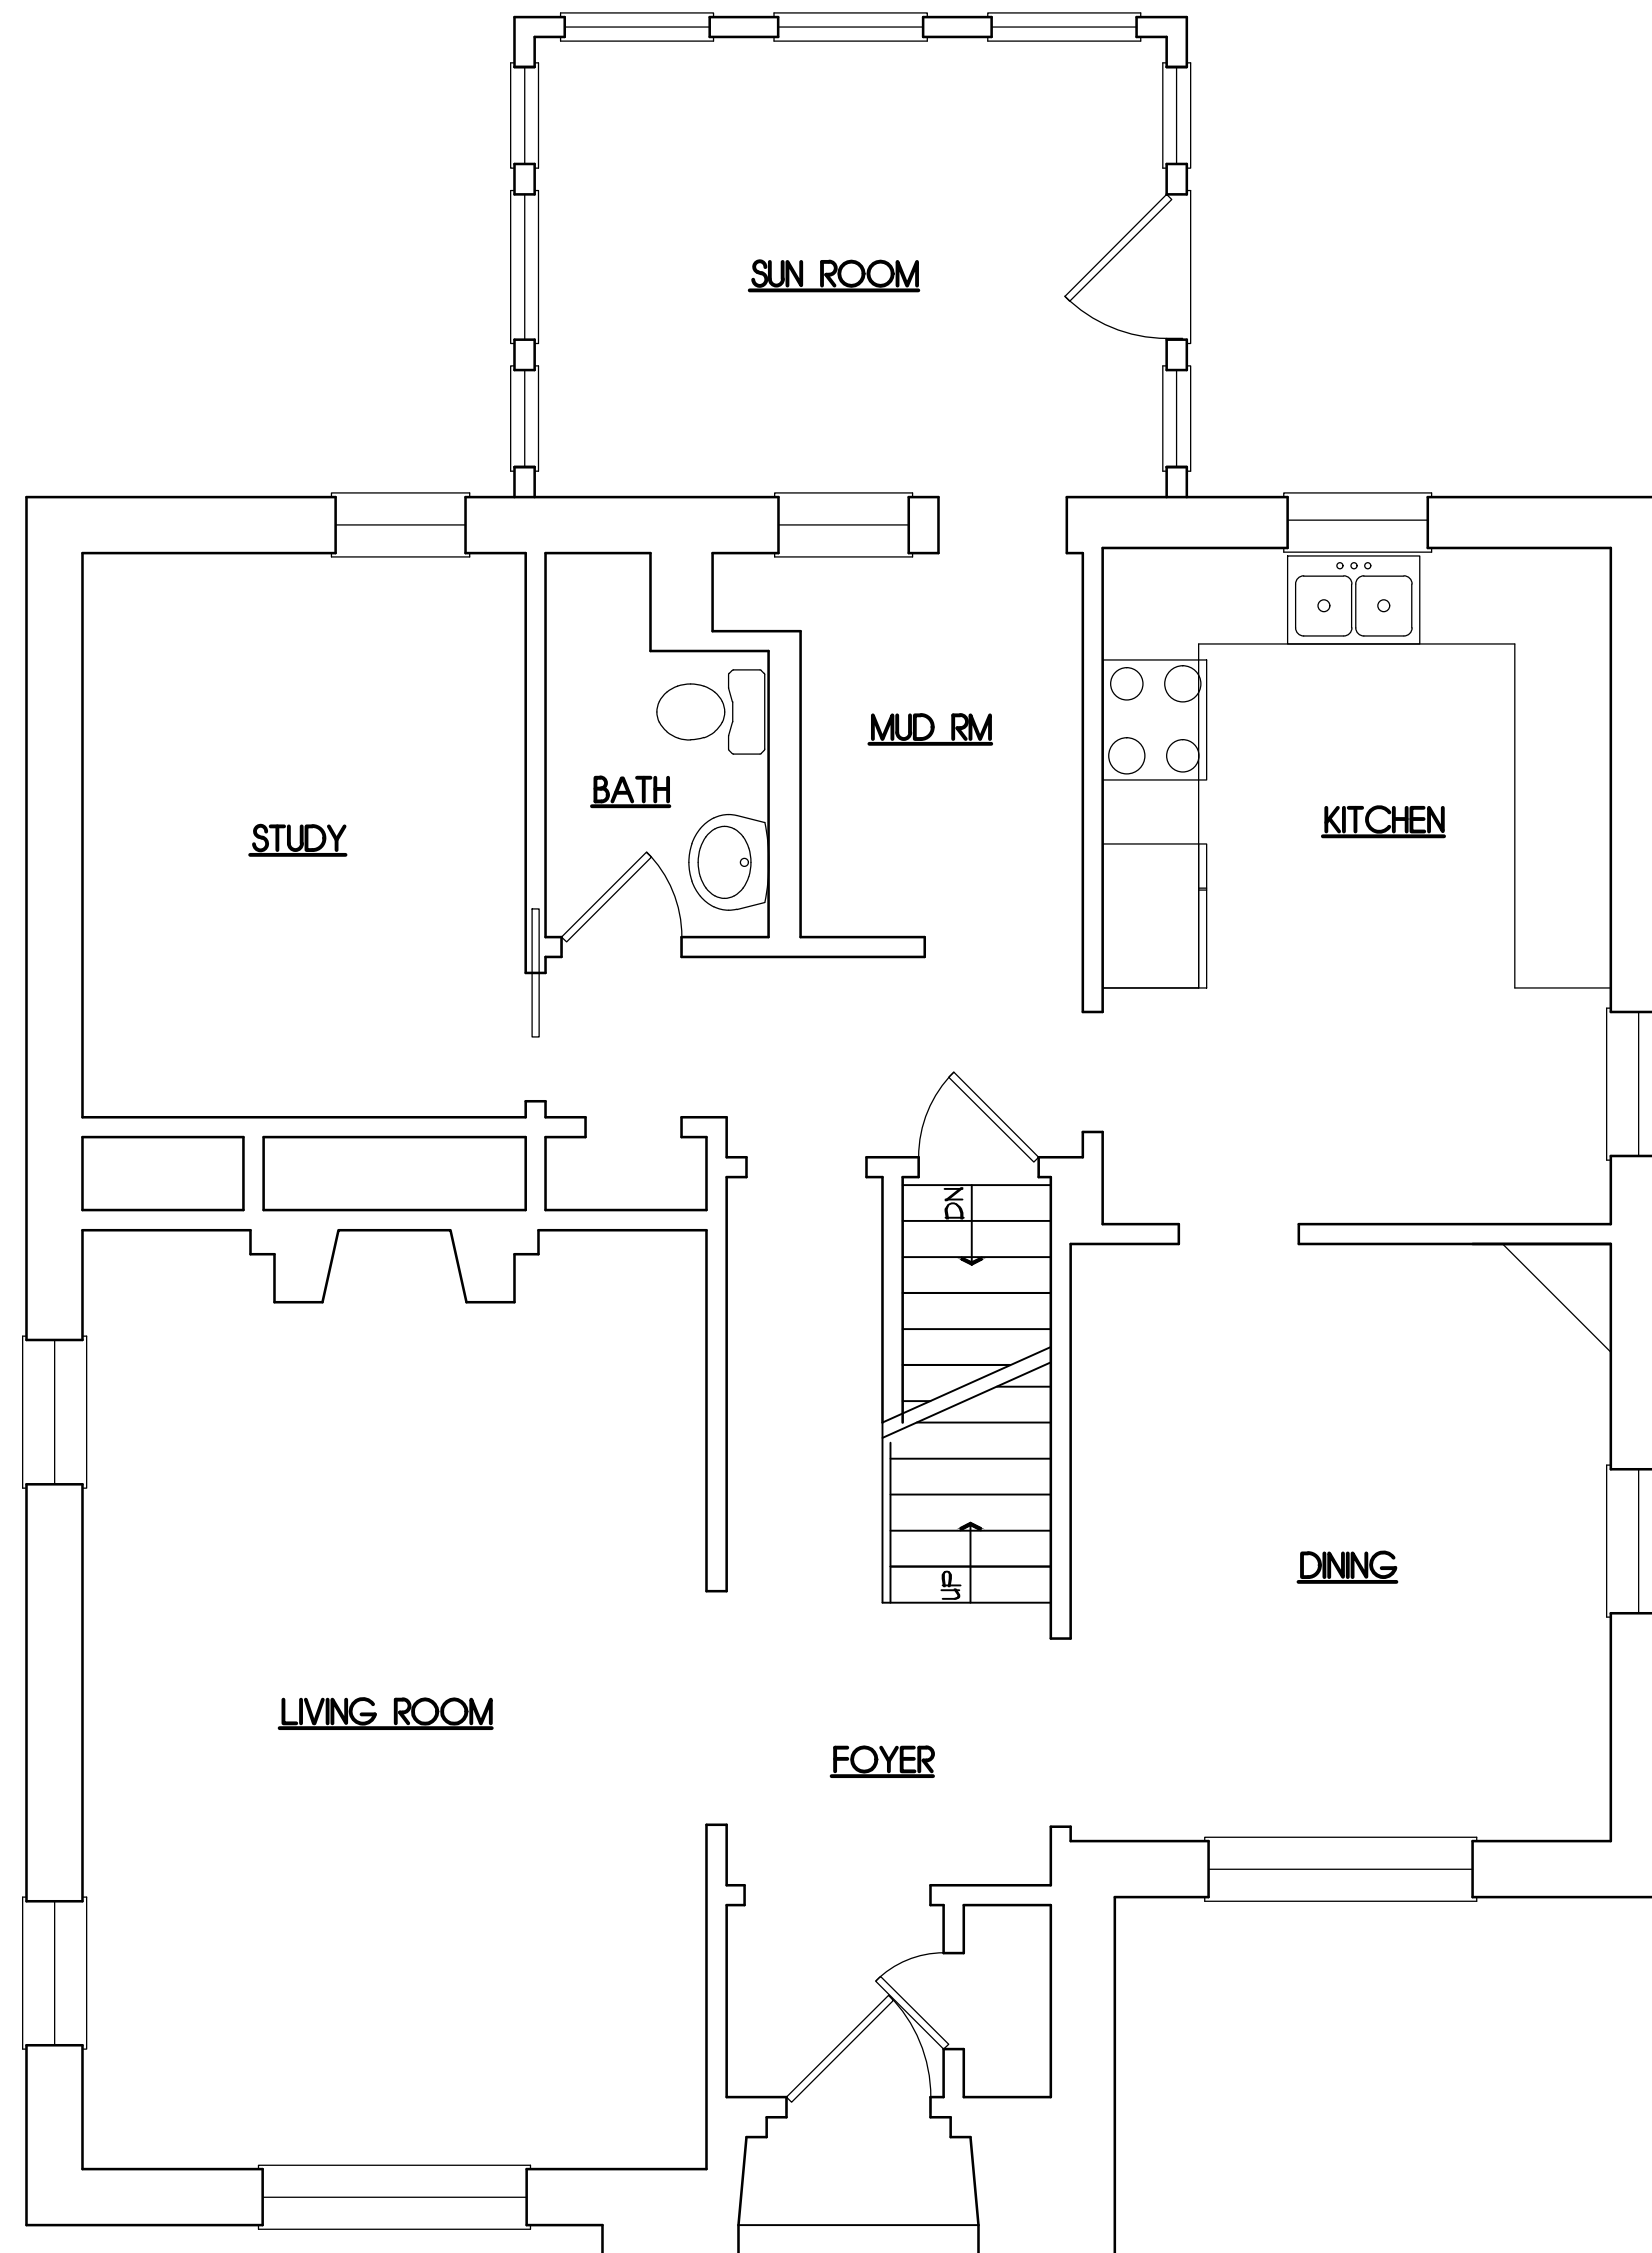 SUN ROOM
MUD RM
BATH
KITCHEN
STUDY
DN
UP
DINING
LIVING ROOM
FOYER